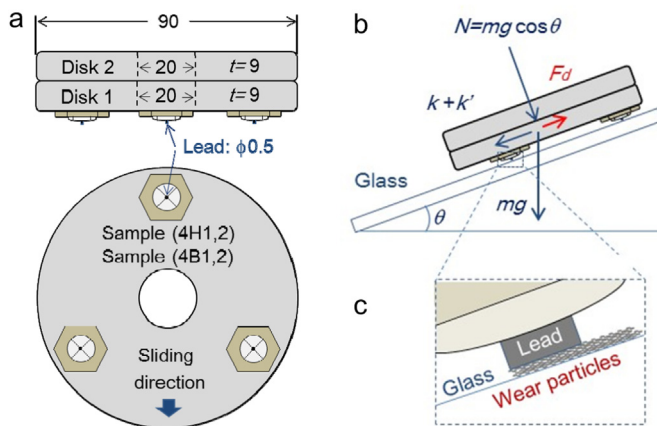 a
90
Disk 2
20
t=9
Disk 1
20
t=9
Lead: ϕ0.5
Sample (4H1,2)
Sample (4B1,2)
Sliding
direction
b
N=mg cosθ
F_d
k+k'
Glass
θ
mg
c
Lead
Glass
Wear particles